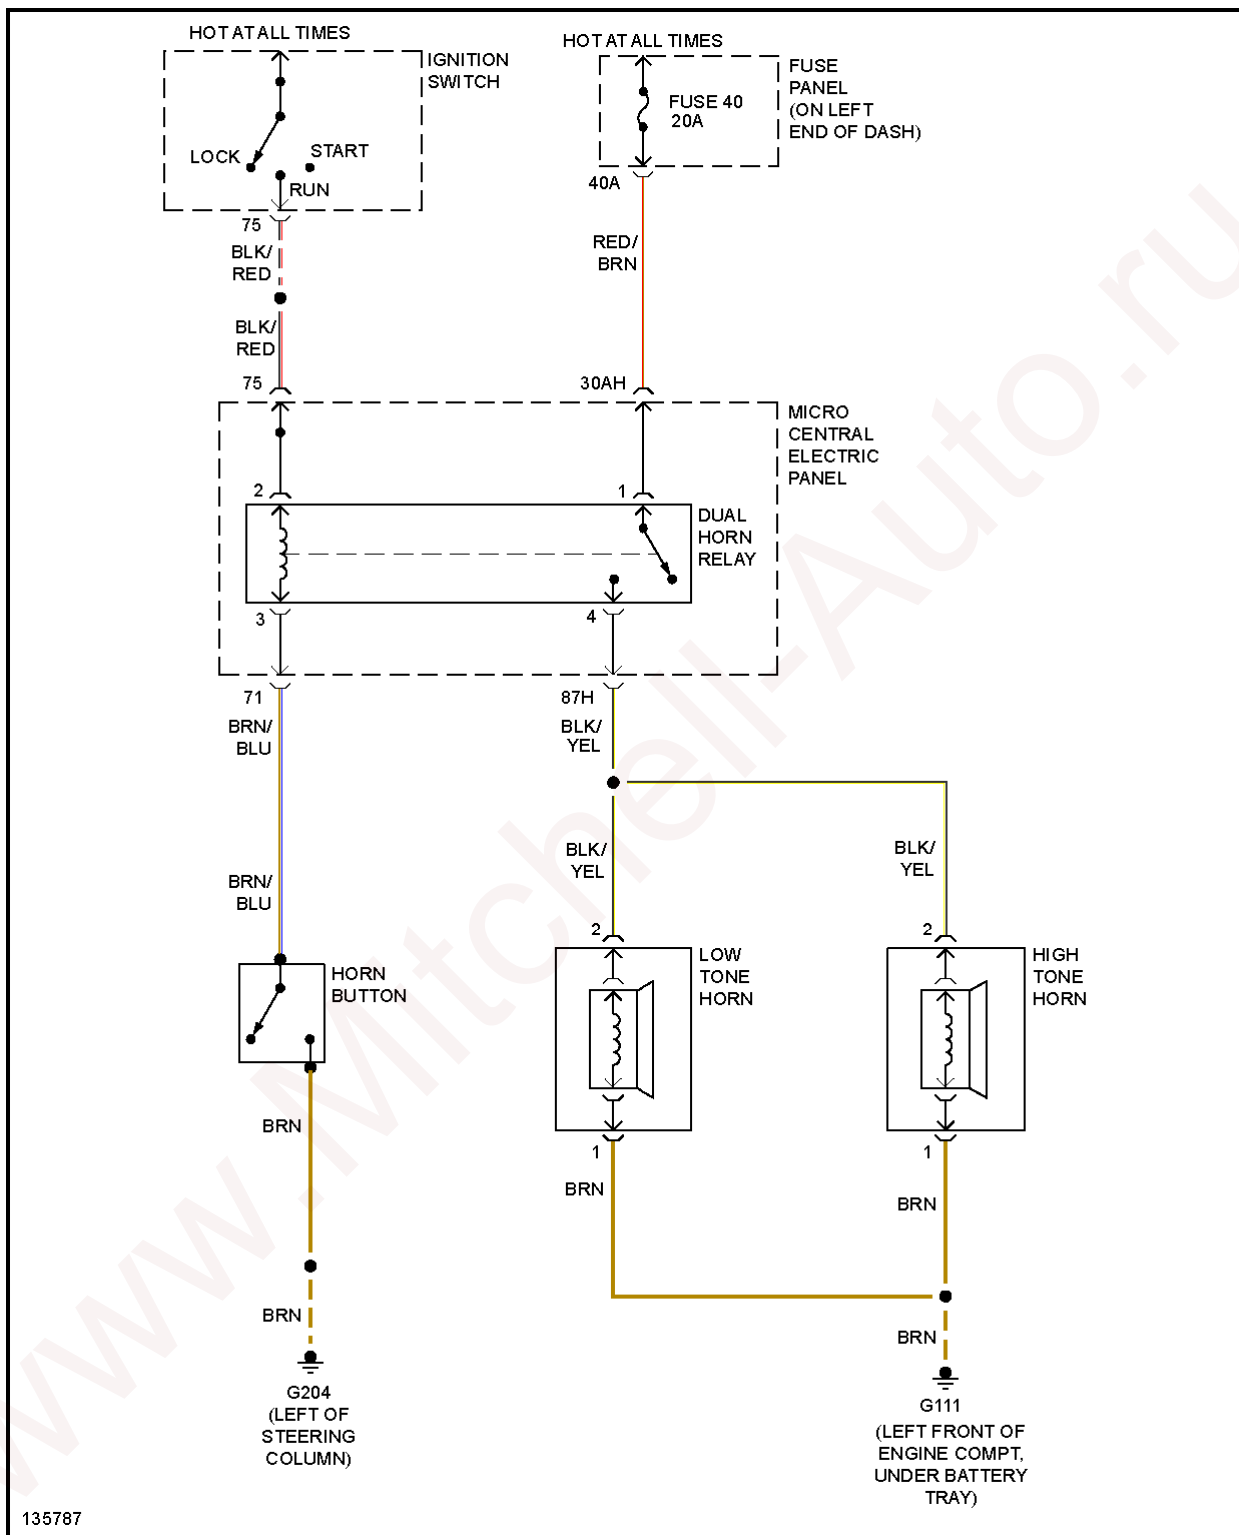 HOT AT ALL TIMES
HOT AT ALL TIMES
IGNITION
SWITCH
FUSE
PANEL
(ON LEFT
END OF DASH)
FUSE 40
20A
LOCK
START
RUN
40A
75
BLK/
RED
RED/
BRN
BLK/
RED
75
30AH
MICRO
CENTRAL
ELECTRIC
PANEL
2
1
DUAL
HORN
RELAY
3
4
71
87H
BRN/
BLU
BLK/
YEL
BLK/
YEL
BLK/
YEL
BRN/
BLU
2
2
HORN
BUTTON
LOW
TONE
HORN
HIGH
TONE
HORN
BRN
1
1
BRN
BRN
BRN
BRN
G204
(LEFT OF
STEERING
COLUMN)
G111
(LEFT FRONT OF
ENGINE COMPT,
UNDER BATTERY
TRAY)
135787
www.Mitchell-Auto.ru